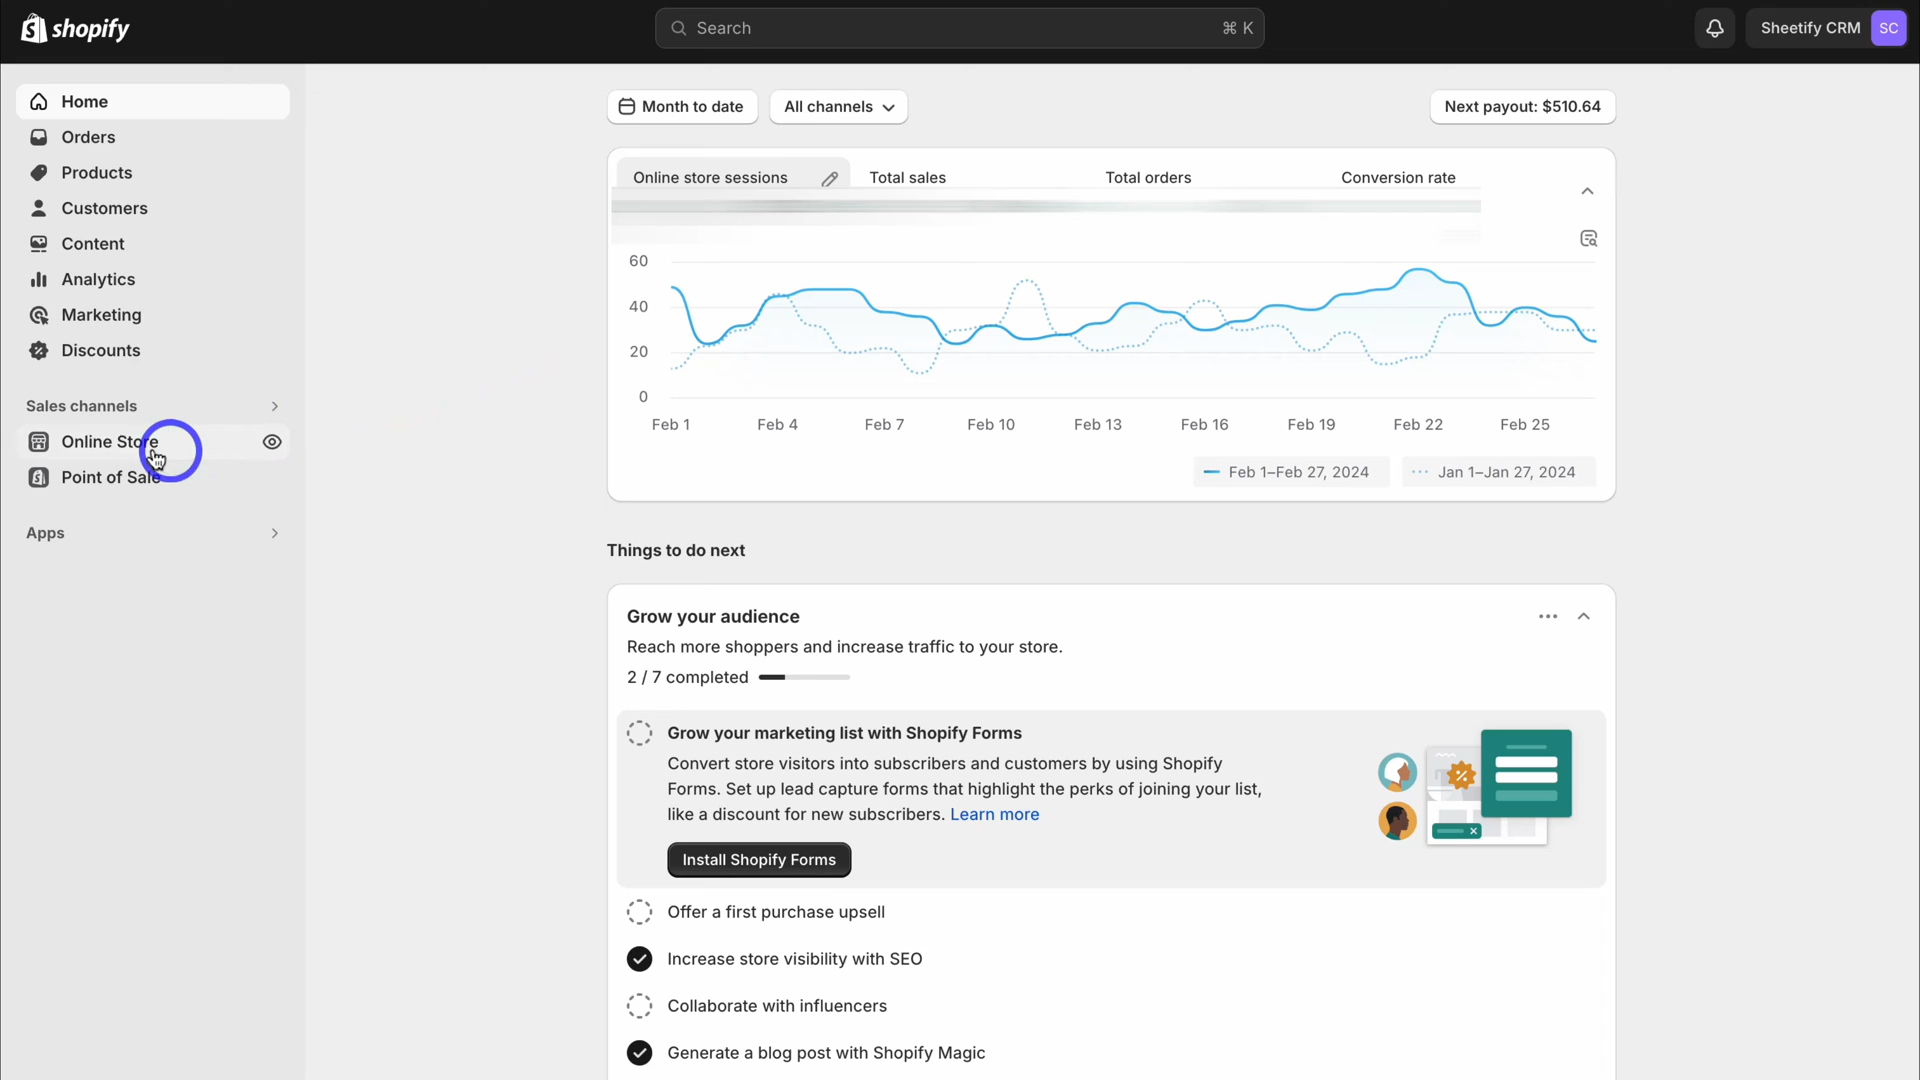 shopify
Search
⌘ K
Sheetify CRM
SC
Home
Orders
Products
Customers
Content
Analytics
Marketing
Discounts
Sales channels
Online Store
Point of Sale
Apps
Month to date
All channels
Next payout: $510.64
Online store sessions
Total sales
Total orders
Conversion rate
60
40
20
0
Feb 1
Feb 4
Feb 7
Feb 10
Feb 13
Feb 16
Feb 19
Feb 22
Feb 25
Feb 1–Feb 27, 2024
Jan 1–Jan 27, 2024
Things to do next
Grow your audience
Reach more shoppers and increase traffic to your store.
2 / 7 completed
Grow your marketing list with Shopify Forms
Convert store visitors into subscribers and customers by using Shopify
Forms. Set up lead capture forms that highlight the perks of joining your list,
like a discount for new subscribers. Learn more
Install Shopify Forms
Offer a first purchase upsell
Increase store visibility with SEO
Collaborate with influencers
Generate a blog post with Shopify Magic